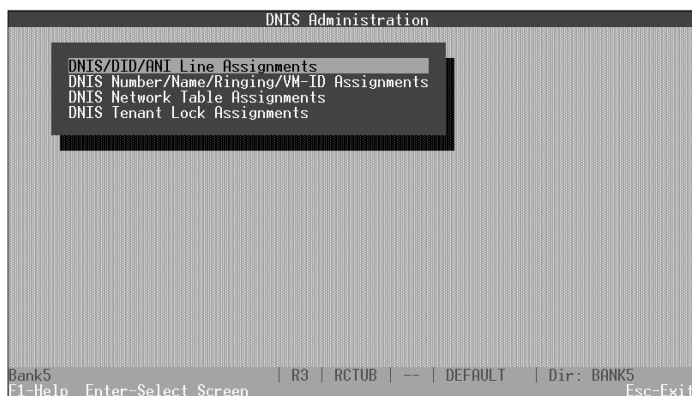 DNIS Administration
DNIS/DID/ANI Line Assignments
DNIS Number/Name/Ringing/VM-ID Assignments
DNIS Network Table Assignments
DNIS Tenant Lock Assignments
Bank5 | R3 | RCTUB | -- | DEFAULT | Dir: BANK5
F1-Help Enter-Select Screen Esc-Exit